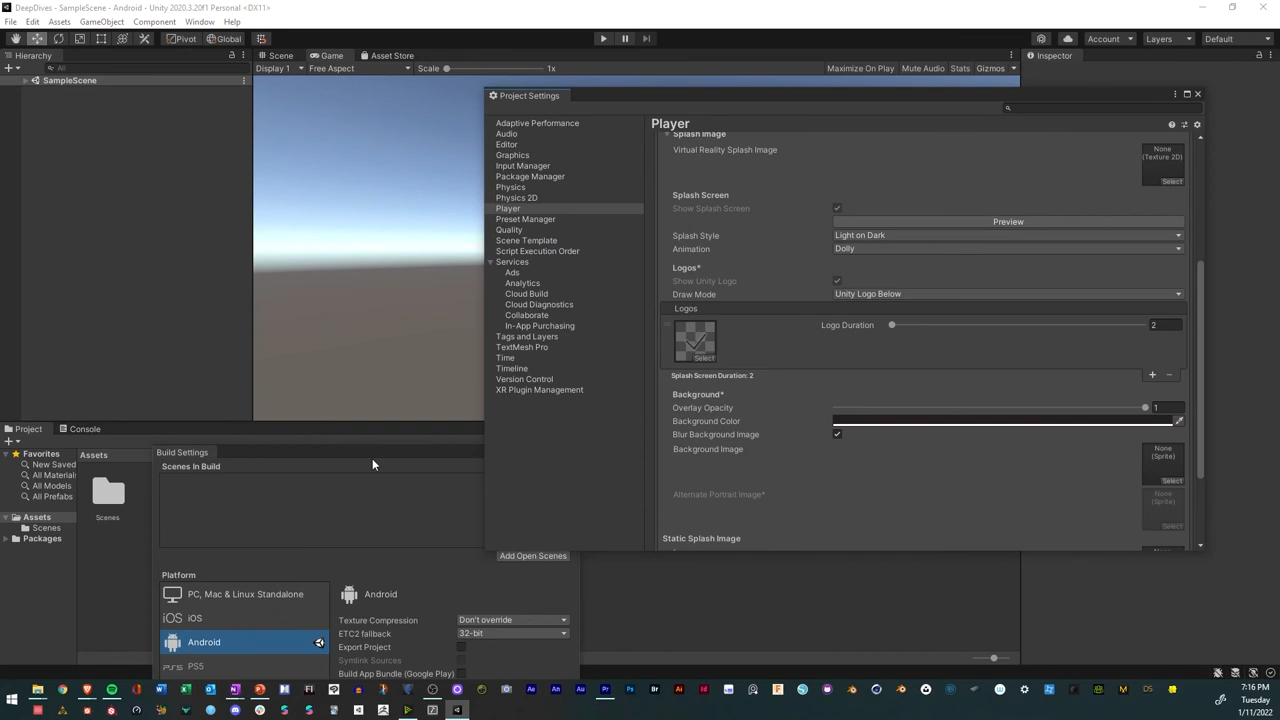 DeepDives - SampleScene - Android - Unity 2020.3.20f1 Personal <DX11>
File Edit Assets GameObject Component Window Help
Pivot Global Account Layers Default
Hierarchy
All
SampleScene
Scene Game Asset Store
Display 1 Free Aspect Scale 1x Maximize On Play Mute Audio Stats Gizmos
Inspector
Project Settings
Adaptive Performance
Audio
Editor
Graphics
Input Manager
Package Manager
Physics
Physics 2D
Player
Preset Manager
Quality
Scene Template
Script Execution Order
Services
Ads
Analytics
Cloud Build
Cloud Diagnostics
Collaborate
In-App Purchasing
Tags and Layers
TextMesh Pro
Time
Timeline
Version Control
XR Plugin Management
Player
Splash Image
Virtual Reality Splash Image
None
(Texture 2D)
Select
Splash Screen
Show Splash Screen
Preview
Splash Style Light on Dark
Animation Dolly
Logos*
Show Unity Logo
Draw Mode Unity Logo Below
Logos
Logo Duration 2
Select
Splash Screen Duration: 2
Background*
Overlay Opacity 1
Background Color
Blur Background Image
Background Image
None
(Sprite)
Select
Alternate Portrait Image*
None
(Sprite)
Select
Static Splash Image
Project Console
Favorites
New Saved
All Material
All Models
All Prefabs
Assets
Scenes
Packages
Assets
Scenes
Build Settings
Scenes In Build
Add Open Scenes
Platform
PC, Mac & Linux Standalone
iOS iOS
Android
PS5
Android
Texture Compression Don't override
ETC2 fallback 32-bit
Export Project
Symlink Sources
Build App Bundle (Google Play)
7:16 PM
Tuesday
1/11/2022